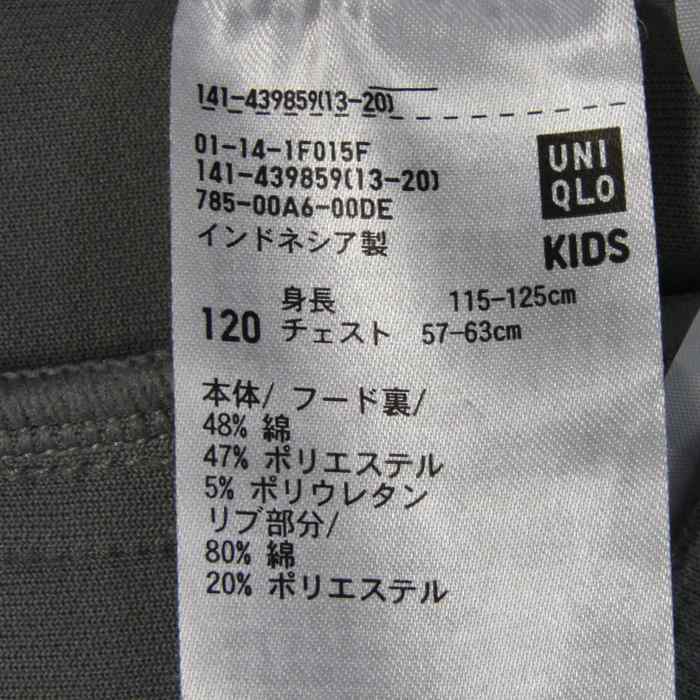 141-439859(13-20)
01-14-1F015F
141-439859(13-20)
785-00A6-00DE
インドネシア製
UNI
QLO
KIDS
120
身長 115-125cm
チェスト 57-63cm
本体/ フード裏/
48% 綿
47% ポリエステル
5% ポリウレタン
リブ部分/
80% 綿
20% ポリエステル